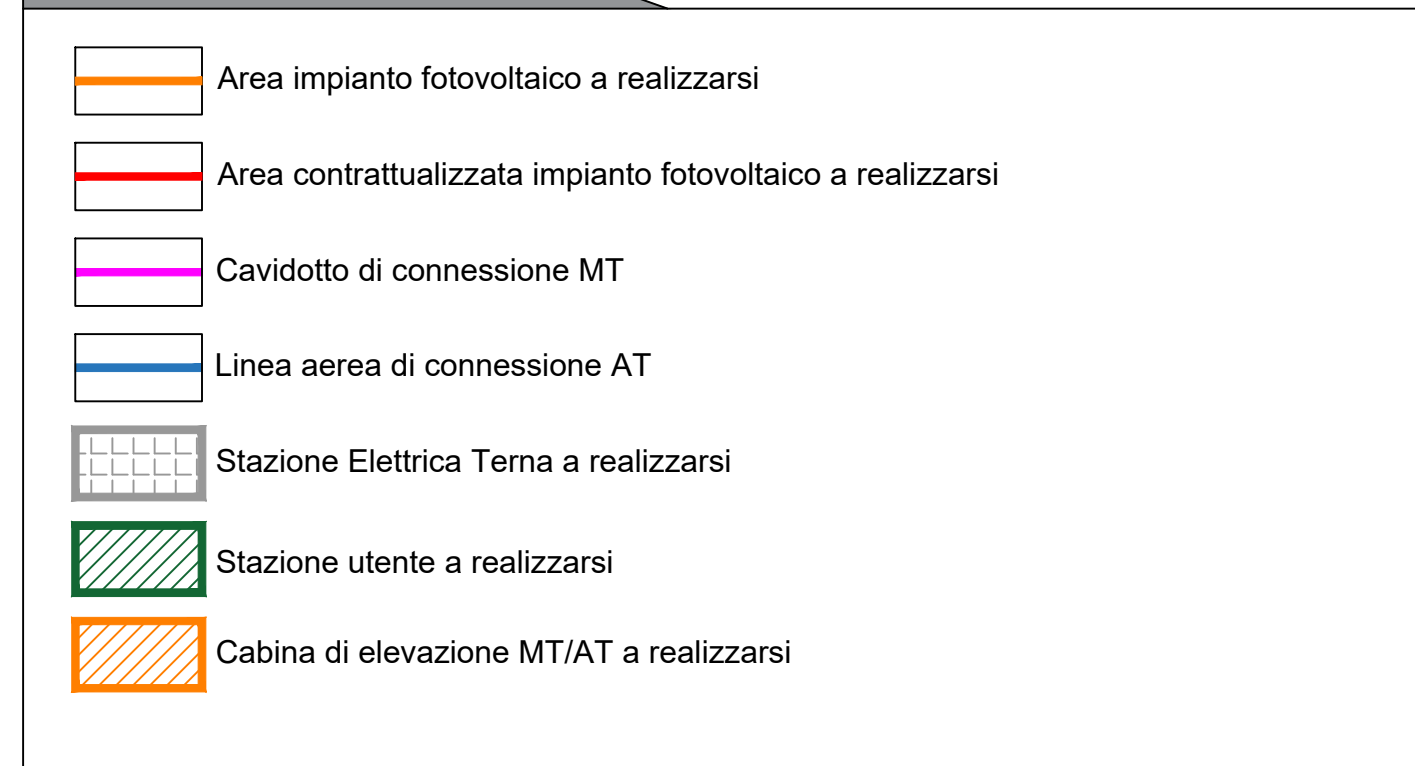 Area impianto fotovoltaico a realizzarsi
Area contrattualizzata impianto fotovoltaico a realizzarsi
Cavidotto di connessione MT
Linea aerea di connessione AT
Stazione Elettrica Terna a realizzarsi
Stazione utente a realizzarsi
Cabina di elevazione MT/AT a realizzarsi